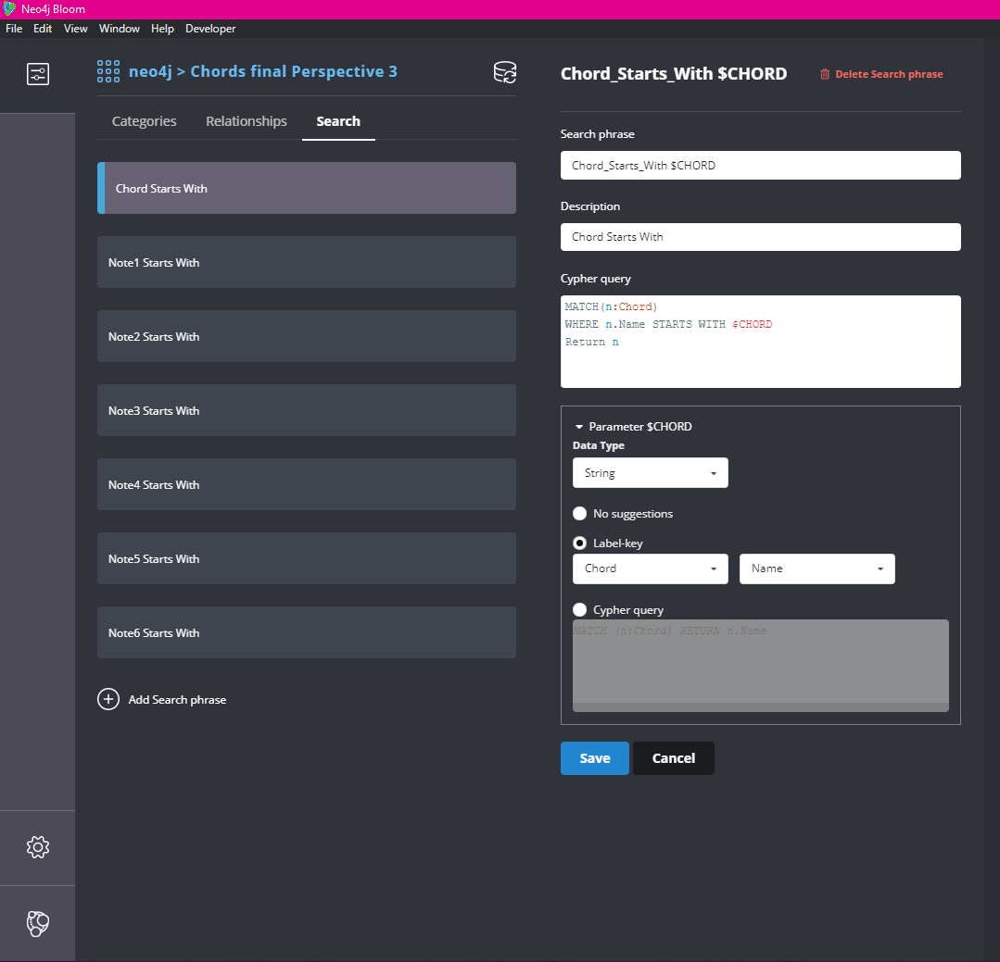 Neo4j Bloom
File Edit View Window Help Developer
neo4j > Chords final Perspective 3
Categories Relationships Search
Chord Starts With
Note1 Starts With
Note2 Starts With
Note3 Starts With
Note4 Starts With
Note5 Starts With
Note6 Starts With
Add Search phrase
Chord_Starts_With $CHORD
Delete Search phrase
Search phrase
Chord_Starts_With $CHORD
Description
Chord Starts With
Cypher query
MATCH(n:Chord)
WHERE n.Name STARTS WITH $CHORD
Return n
Parameter $CHORD
Data Type
String
No suggestions
Label-key
Chord Name
Cypher query
MATCH (n:Chord) RETURN n.Name
Save Cancel